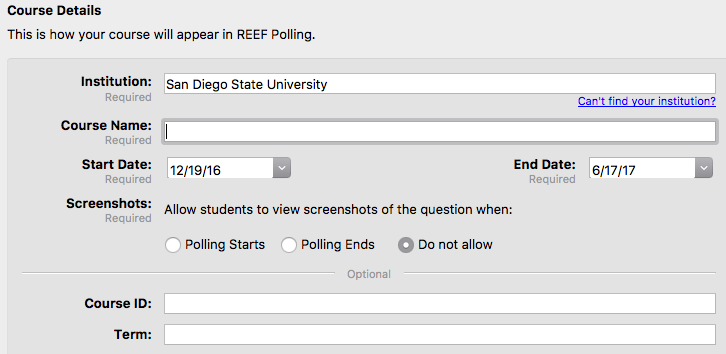 Course Details
This is how your course will appear in REEF Polling.
Institution: San Diego State University
Required
Can't find your institution?
Course Name:
Required
Start Date: 12/19/16 End Date: 6/17/17
Required Required
Screenshots: Allow students to view screenshots of the question when:
Required
Polling Starts Polling Ends Do not allow
Optional
Course ID:
Term: